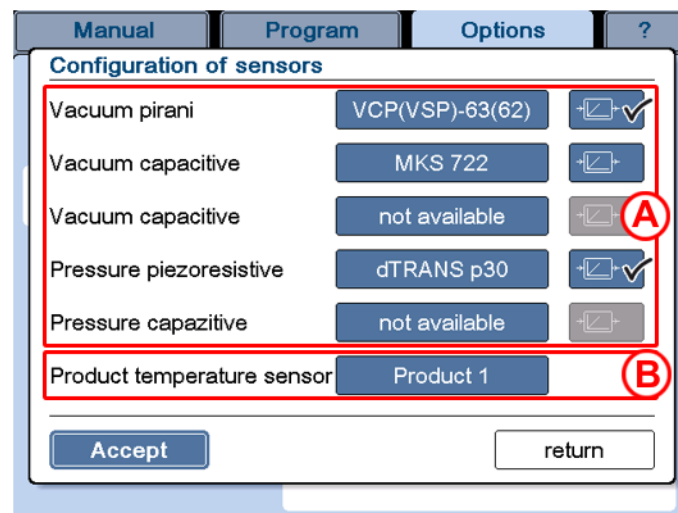 Manual Program Options ?
Configuration of sensors
Vacuum pirani VCP(VSP)-63(62)
Vacuum capacitive MKS 722
Vacuum capacitive not available A
Pressure piezoresistive dTRANS p30
Pressure capazitive not available
Product temperature sensor Product 1 B
Accept return